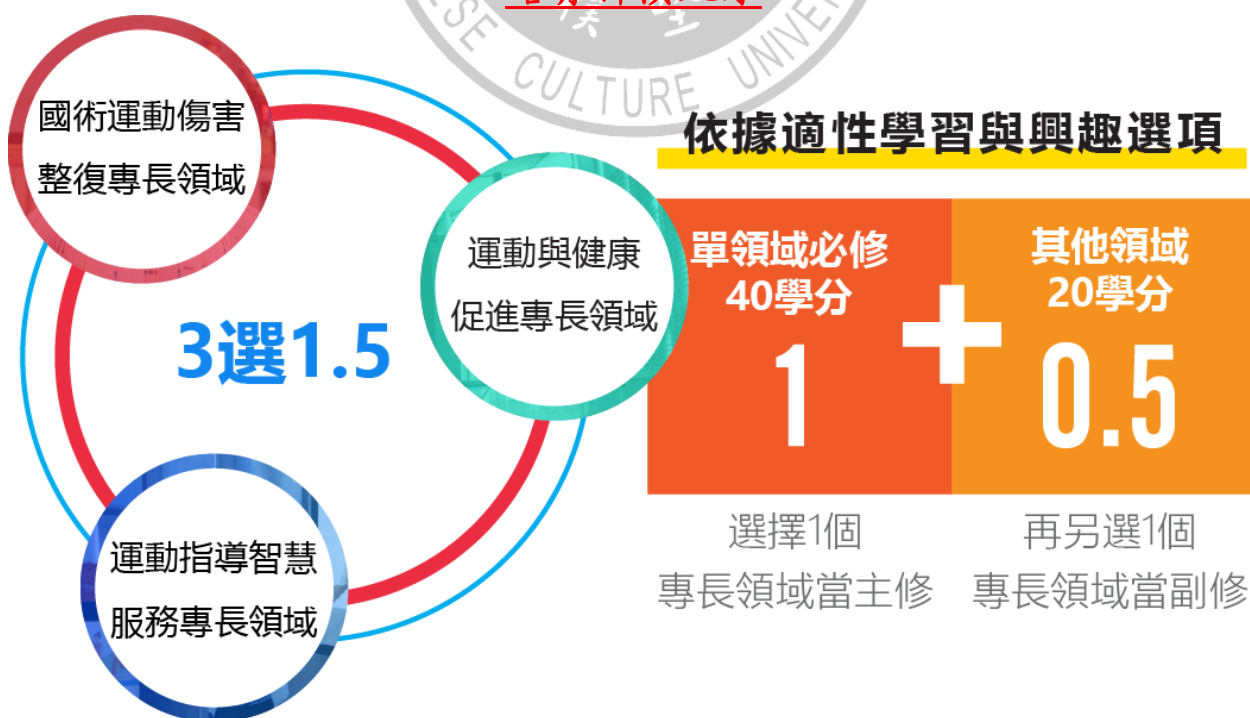 CULTURE
國術運動傷害
整復專長領域
運動與健康
促進專長領域
3選1.5
運動指導智慧
服務專長領域
依據適性學習與興趣選項
單領域必修
40學分
1
+
其他領域
20學分
0.5
選擇1個
專長領域當主修
再另選1個
專長領域當副修